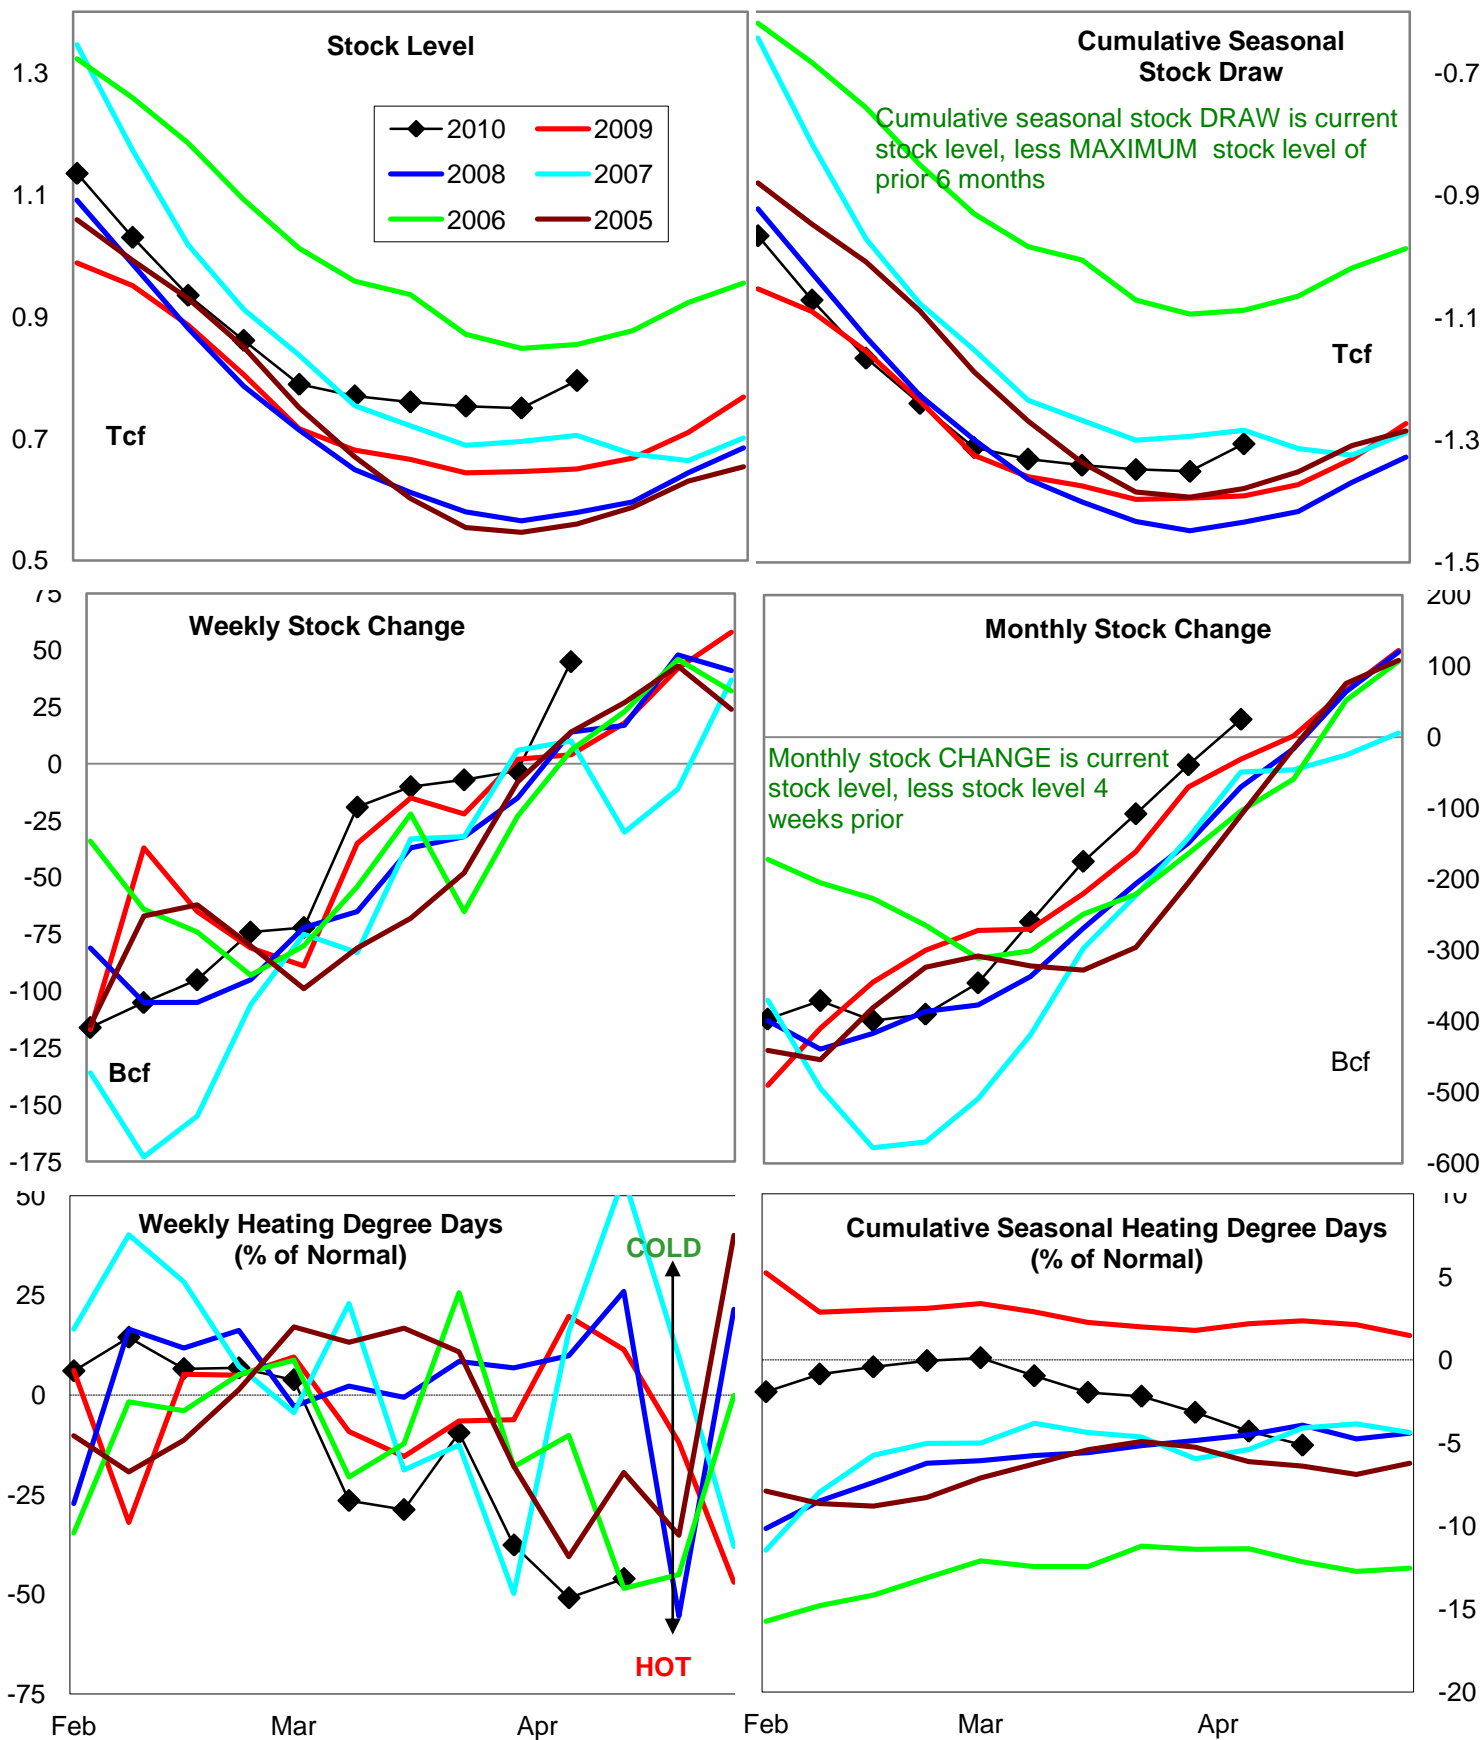 Stock Level
1.3
1.1
0.9
0.7
0.5
2010
2009
2008
2007
2006
2005
Tcf
Cumulative Seasonal
Stock Draw
Cumulative seasonal stock DRAW is current
stock level, less MAXIMUM stock level of
prior 6 months
Tcf
-0.7
-0.9
-1.1
-1.3
-1.5
Weekly Stock Change
75
50
25
0
-25
-50
-75
-100
-125
-150
-175
Bcf
Monthly Stock Change
Monthly stock CHANGE is current
stock level, less stock level 4
weeks prior
Bcf
200
100
0
-100
-200
-300
-400
-500
-600
Weekly Heating Degree Days
(% of Normal)
50
25
0
-25
-50
-75
COLD
HOT
Feb
Mar
Apr
Cumulative Seasonal Heating Degree Days
(% of Normal)
10
5
0
-5
-10
-15
-20
Feb
Mar
Apr